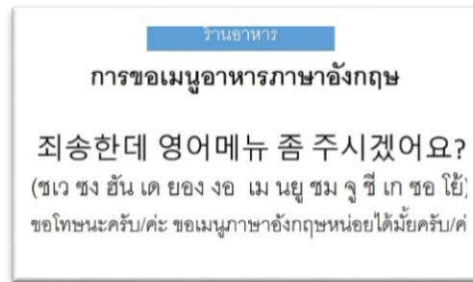 ร้านอาหาร
การขอเมนูอาหารภาษาอังกฤษ
죄송한데 영어메뉴 좀 주시겠어요?
(ชเว ซง ฮัน เด ยอง งอ เม นยู ชม จู ชี เก ซอ โย้)
ขอโทษนะครับ/ค่ะ ขอเมนูภาษาอังกฤษหน่อยได้มั้ยครับ/ค่